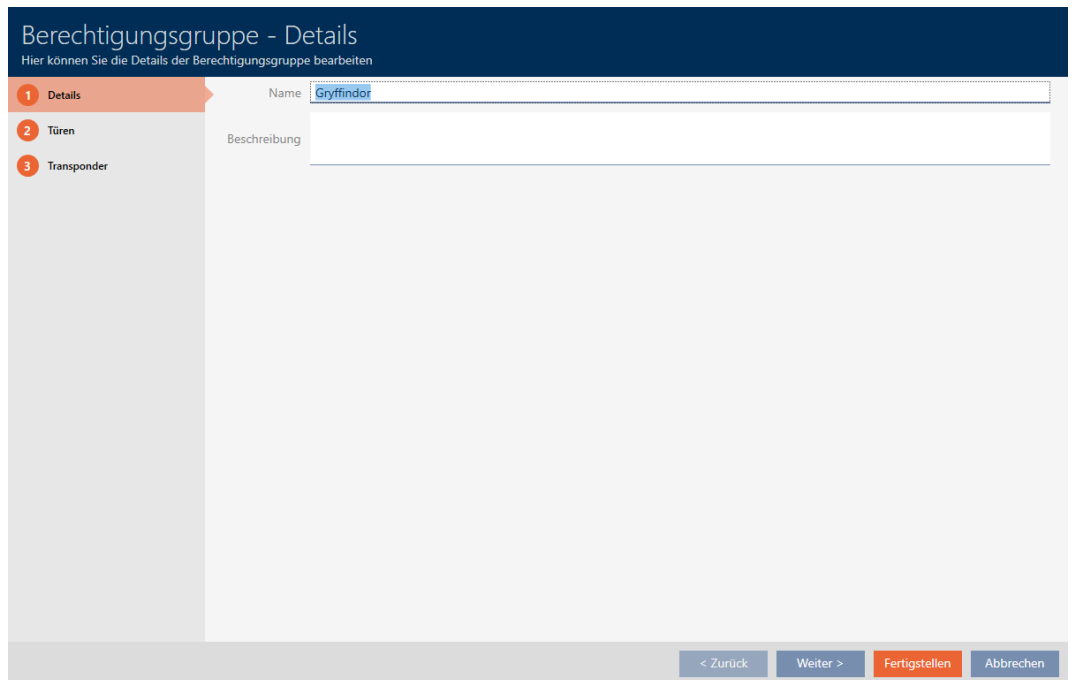 Berechtigungsgruppe - Details
Hier können Sie die Details der Berechtigungsgruppe bearbeiten
1 Details
2 Türen
3 Transponder
Name Gryffindor
Beschreibung
< Zurück Weiter > Fertigstellen Abbrechen